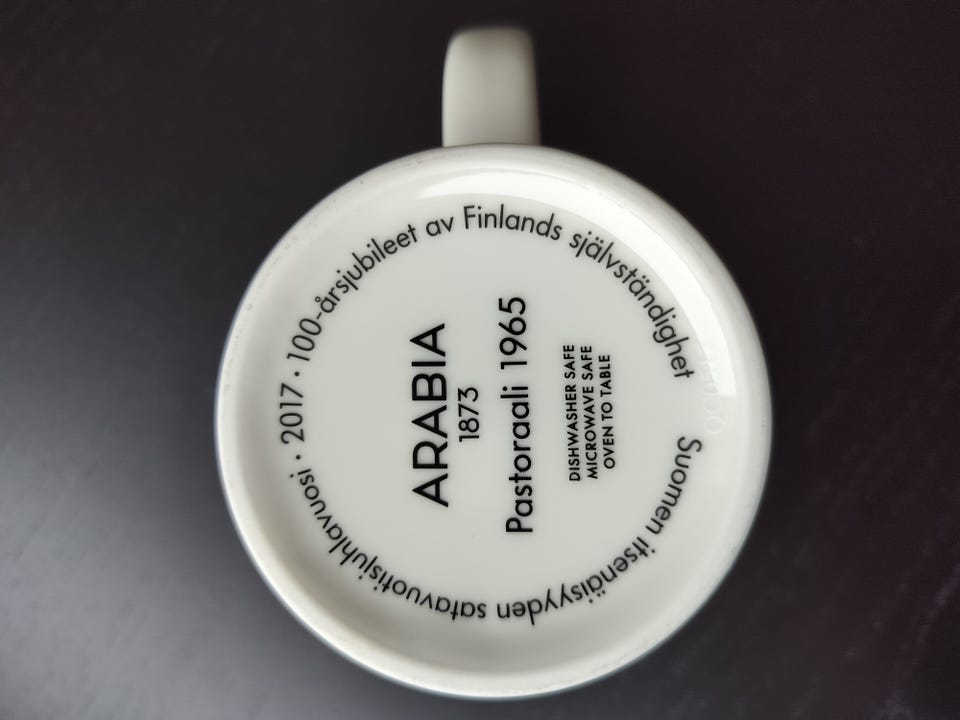 Suomen itsenäisyyden satavuotisjuhlavuosi • 2017 • 100-årsjubileet av Finlands självständighet
ARABIA
1873
Pastoraali 1965
DISHWASHER SAFE
MICROWAVE SAFE
OVEN TO TABLE